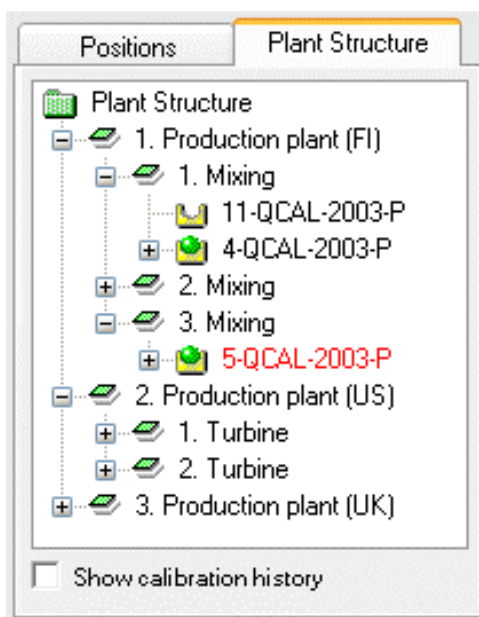 Positions
Plant Structure
Plant Structure
1. Production plant (FI)
1. Mixing
11-QCAL-2003-P
4-QCAL-2003-P
2. Mixing
3. Mixing
5-QCAL-2003-P
2. Production plant (US)
1. Turbine
2. Turbine
3. Production plant (UK)
Show calibration history